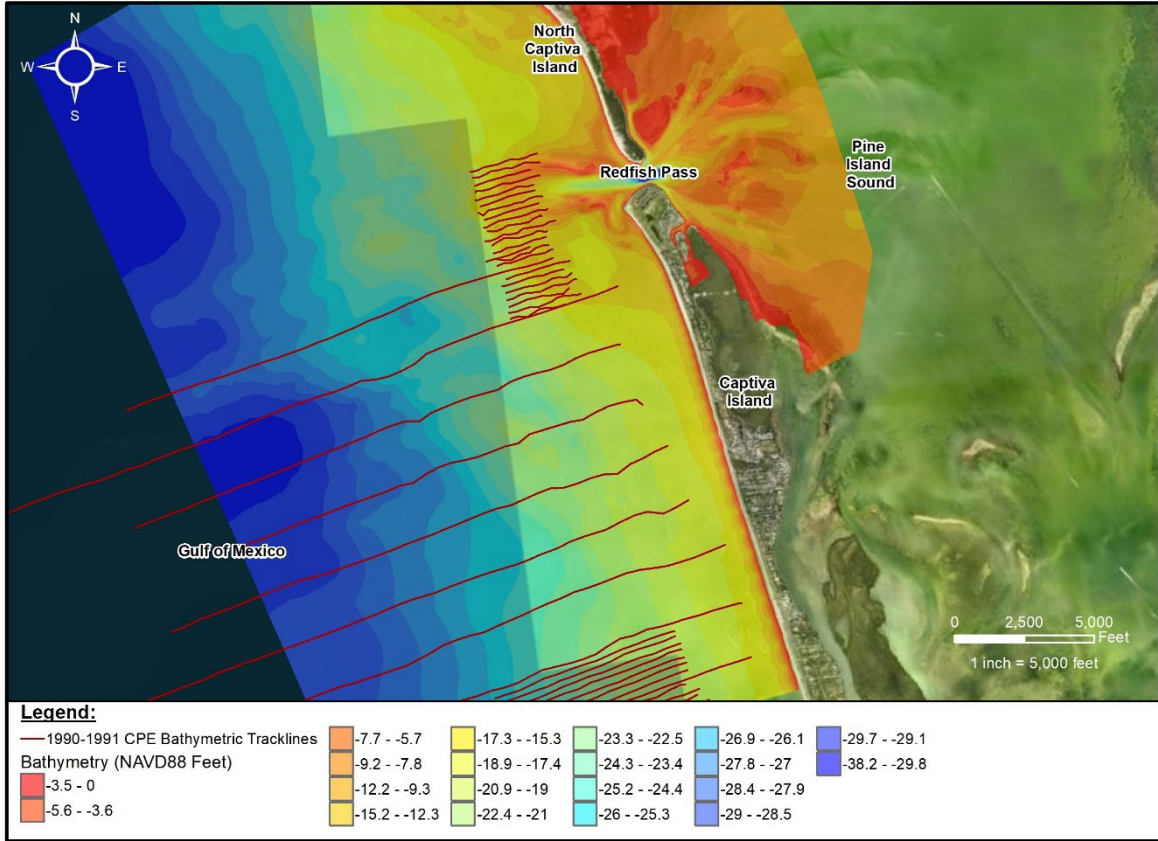 N
W
E
S
North
Captiva
Island
Redfish Pass
Pine
Island
Sound
Captiva
Island
Gulf of Mexico
0 2,500 5,000
Feet
1 inch = 5,000 feet
Legend:
1990-1991 CPE Bathymetric Tracklines
Bathymetry (NAVD88 Feet)
-3.5 - 0
-5.6 - -3.6
-7.7 - -5.7
-9.2 - -7.8
-12.2 - -9.3
-15.2 - -12.3
-17.3 - -15.3
-18.9 - -17.4
-20.9 - -19
-22.4 - -21
-23.3 - -22.5
-24.3 - -23.4
-25.2 - -24.4
-26 - -25.3
-26.9 - -26.1
-27.8 - -27
-28.4 - -27.9
-29 - -28.5
-29.7 - -29.1
-38.2 - -29.8